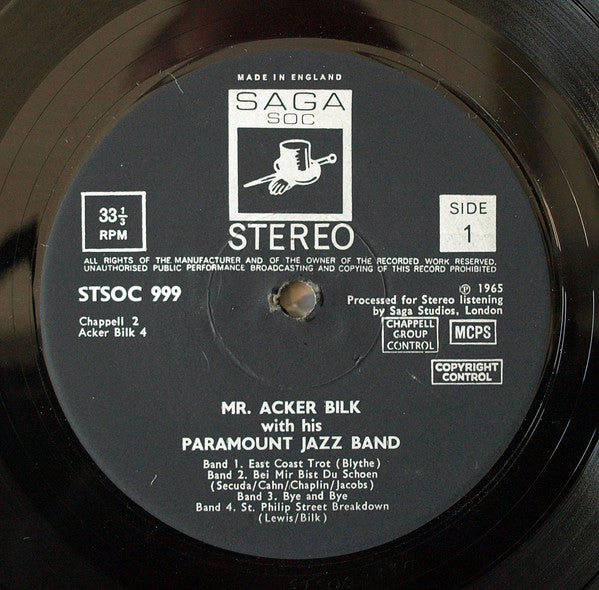 MADE IN ENGLAND
SAGA
SOC
33⅓
RPM
SIDE
1
STEREO
ALL RIGHTS OF THE MANUFACTURER AND OF THE OWNER OF THE RECORDED WORK RESERVED.
UNAUTHORISED PUBLIC PERFORMANCE BROADCASTING AND COPYING OF THIS RECORD PROHIBITED
STSOC 999
Chappell 2
Acker Bilk 4
℗ 1965
Processed for Stereo listening
by Saga Studios, London
CHAPPELL
GROUP
CONTROL
MCPS
COPYRIGHT
CONTROL
MR. ACKER BILK
with his
PARAMOUNT JAZZ BAND
Band 1. East Coast Trot (Blythe)
Band 2. Bei Mir Bist Du Schoen
(Secuda/Cahn/Chaplin/Jacobs)
Band 3. Bye and Bye
Band 4. St. Philip Street Breakdown
(Lewis/Bilk)